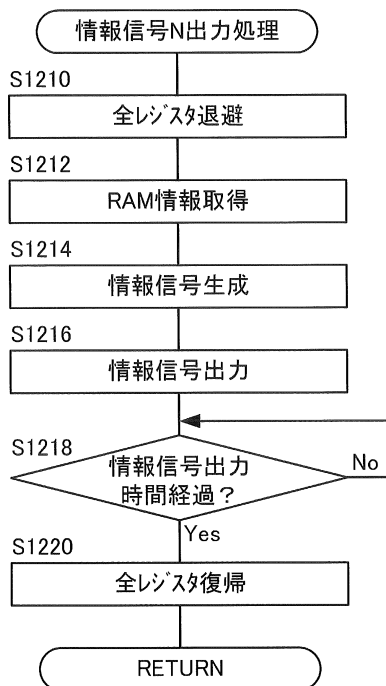 情報信号N出力処理
S1210
全ﾚｼﾞｽﾀ退避
S1212
RAM情報取得
S1214
情報信号生成
S1216
情報信号出力
S1218
情報信号出力
時間経過？
No
Yes
S1220
全ﾚｼﾞｽﾀ復帰
RETURN